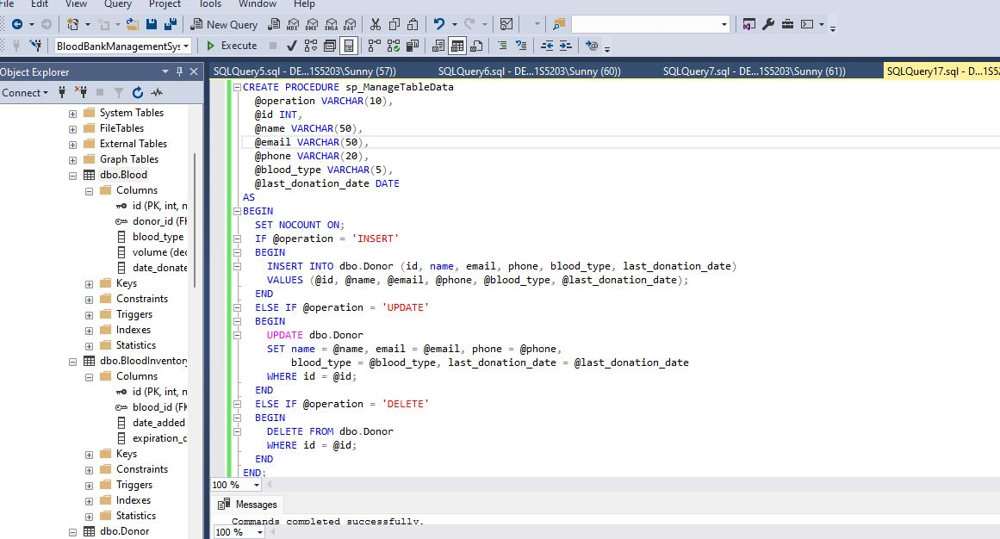 File Edit View Query Project Tools Window Help
New Query MDX DMX XMLA DAX
BloodBankManagementSys Execute
Object Explorer
Connect
System Tables
FileTables
External Tables
Graph Tables
dbo.Blood
Columns
id (PK, int, n
donor_id (FK
blood_type
volume (dec
date_donate
Keys
Constraints
Triggers
Indexes
Statistics
dbo.BloodInventory
Columns
id (PK, int, n
blood_id (FK
date_added
expiration_d
Keys
Constraints
Triggers
Indexes
Statistics
dbo.Donor
SQLQuery5.sql - DE...1S5203\Sunny (57)) SQLQuery6.sql - DE...1S5203\Sunny (60)) SQLQuery7.sql - DE...1S5203\Sunny (61)) SQLQuery17.sql - D...1S52
CREATE PROCEDURE sp_ManageTableData
@operation VARCHAR(10),
@id INT,
@name VARCHAR(50),
@email VARCHAR(50),
@phone VARCHAR(20),
@blood_type VARCHAR(5),
@last_donation_date DATE
AS
BEGIN
SET NOCOUNT ON;
IF @operation = 'INSERT'
BEGIN
INSERT INTO dbo.Donor (id, name, email, phone, blood_type, last_donation_date)
VALUES (@id, @name, @email, @phone, @blood_type, @last_donation_date);
END
ELSE IF @operation = 'UPDATE'
BEGIN
UPDATE dbo.Donor
SET name = @name, email = @email, phone = @phone,
blood_type = @blood_type, last_donation_date = @last_donation_date
WHERE id = @id;
END
ELSE IF @operation = 'DELETE'
BEGIN
DELETE FROM dbo.Donor
WHERE id = @id;
END
END;
100 %
Messages
Commands completed successfully.
100 %